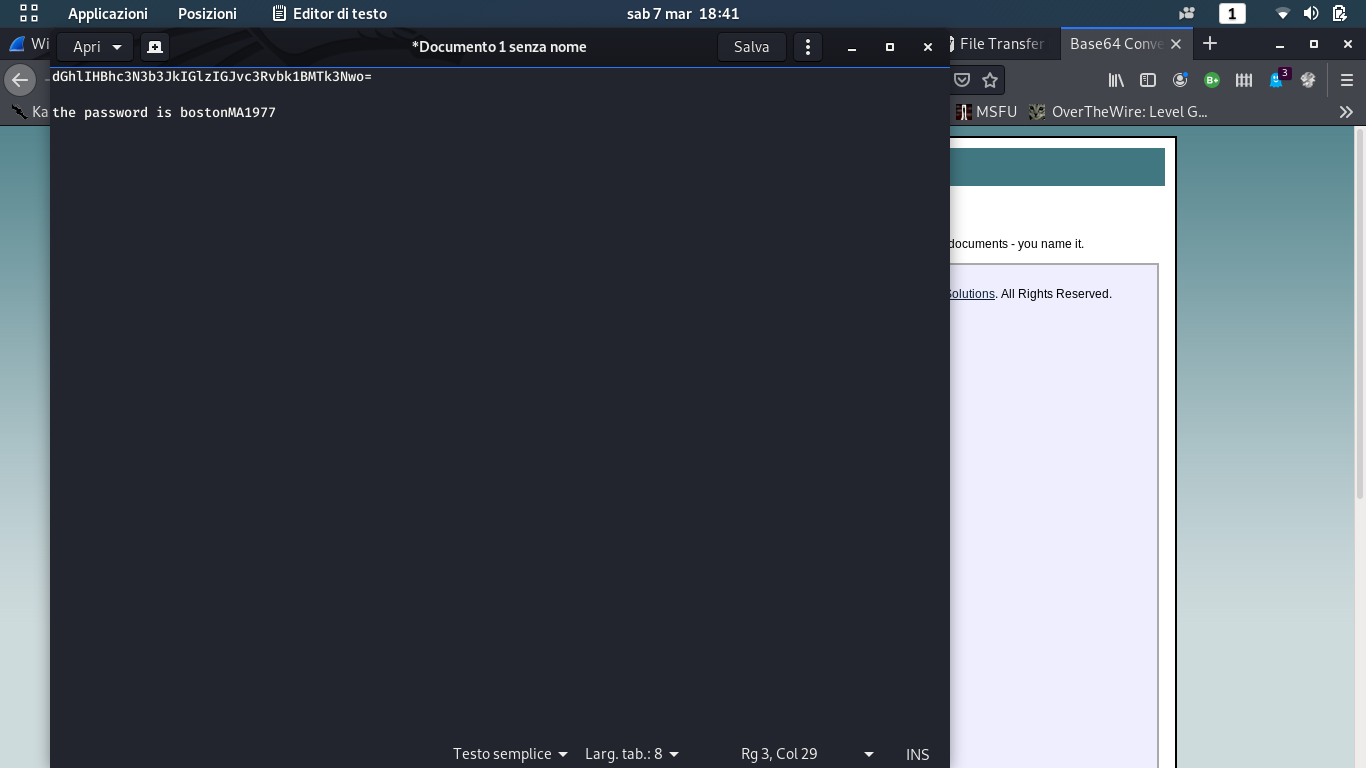 Applicazioni Posizioni Editor di testo sab 7 mar 18:41 1
Wi Apri *Documento 1 senza nome Salva File Transfer Base64 Conve
3
Ka MSFU OverTheWire: Level G...
dGhlIHBhc3N3b3JkIGlzIGJvc3Rvbk1BMTk3Nwo=
the password is bostonMA1977
documents - you name it.
Solutions. All Rights Reserved.
Testo semplice Larg. tab.: 8 Rg 3, Col 29 INS